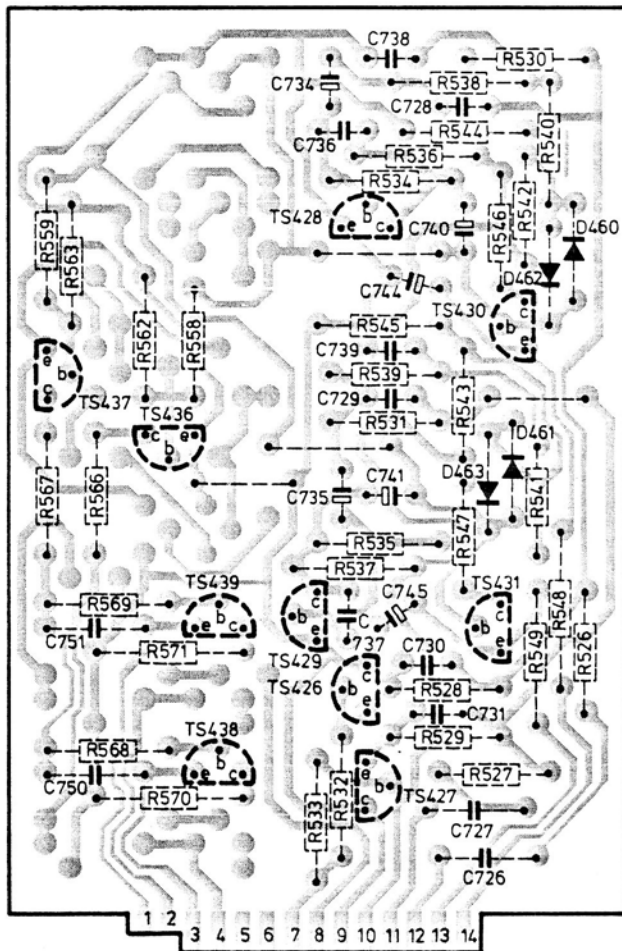 C738
R530
C734
R538
C728
R540
C736
R544
R536
R534
R559
R563
TS428
b
e
c
C740
R546
R542
D460
D462
C744
TS430
c
b
e
R562
R558
R545
C739
R539
C729
R543
R531
e
b
c
TS437
TS436
c
e
b
D461
D463
R567
R566
C735
C741
R541
R547
R535
R537
TS439
R569
b
e
c
C751
R571
C745
TS431
c
b
e
C
737
TS429
c
b
e
R548
R549
R526
TS426
c
b
e
C730
R528
C731
R529
TS438
R568
b
e
c
C750
R570
R533
R532
e
b
c
TS427
R527
C727
C726
1 2 3 4 5 6 7 8 9 10 11 12 13 14